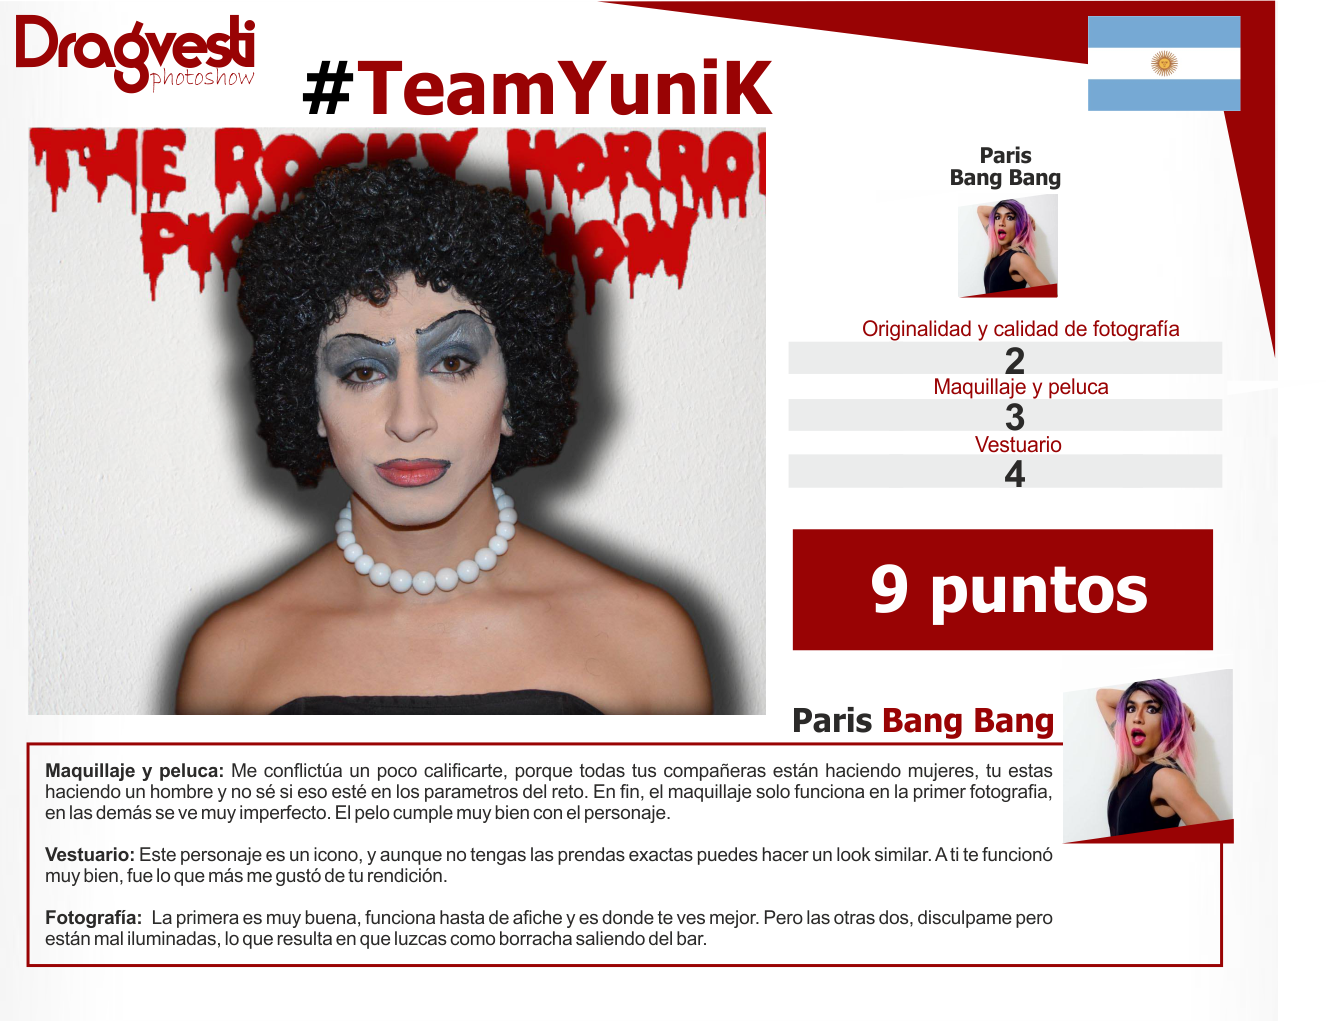 Dragvesti
photoshow
#TeamYuniK
THE ROCKY HORROR
PIC HOW
Paris
Bang Bang
Originalidad y calidad de fotografía
2
Maquillaje y peluca
3
Vestuario
4
9 puntos
Paris Bang Bang
Maquillaje y peluca: Me conflictúa un poco calificarte, porque todas tus compañeras están haciendo mujeres, tu estas
haciendo un hombre y no sé si eso esté en los parametros del reto. En fin, el maquillaje solo funciona en la primer fotografia,
en las demás se ve muy imperfecto. El pelo cumple muy bien con el personaje.
Vestuario: Este personaje es un icono, y aunque no tengas las prendas exactas puedes hacer un look similar. A ti te funcionó
muy bien, fue lo que más me gustó de tu rendición.
Fotografía: La primera es muy buena, funciona hasta de afiche y es donde te ves mejor. Pero las otras dos, disculpame pero
están mal iluminadas, lo que resulta en que luzcas como borracha saliendo del bar.